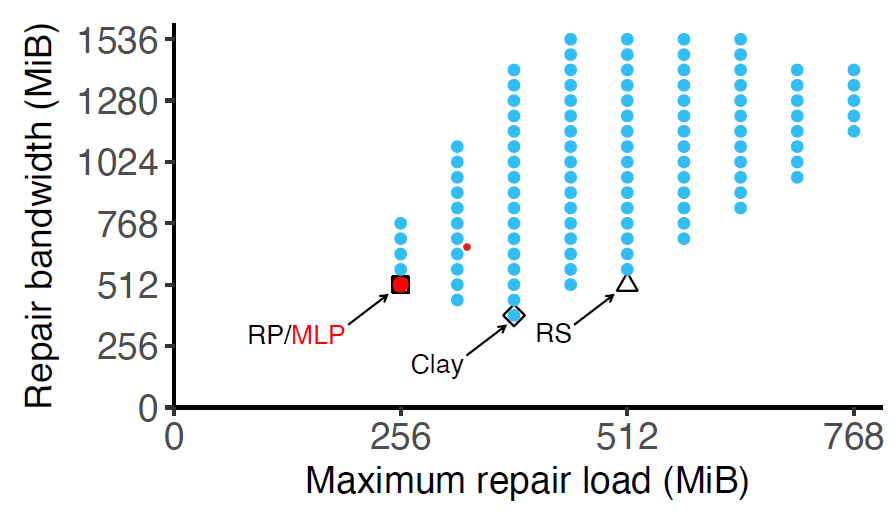 Repair bandwidth (MiB)
1536
1280
1024
768
512
256
0
RP/MLP
Clay
RS
0 256 512 768
Maximum repair load (MiB)